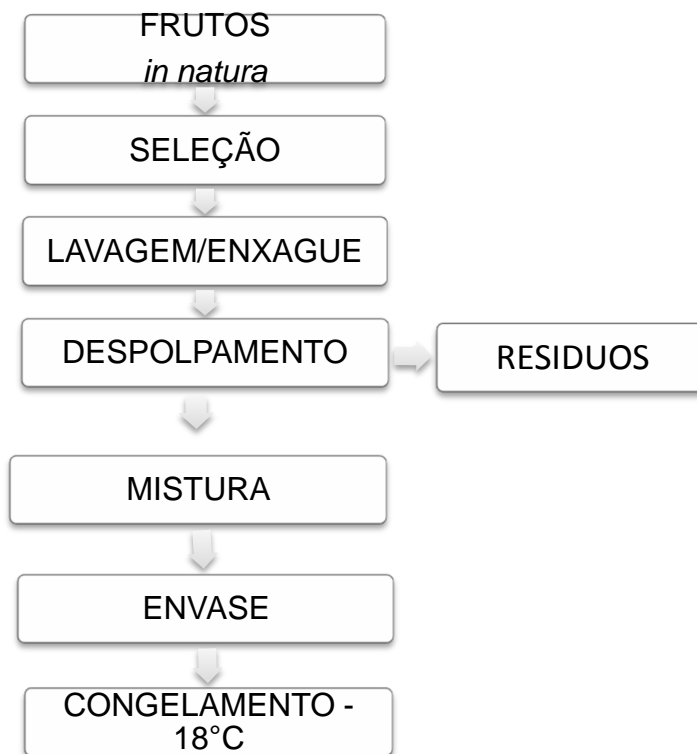 FRUTOS
in natura
SELEÇÃO
LAVAGEM/ENXAGUE
DESPOLPAMENTO
RESIDUOS
MISTURA
ENVASE
CONGELAMENTO -
18°C